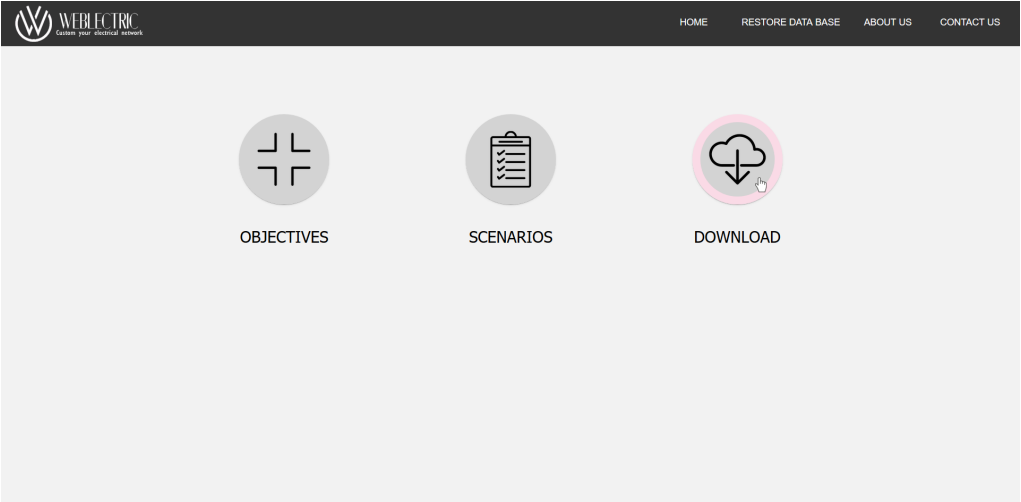 WEBLECTRIC
Custom your electrical network
HOME RESTORE DATA BASE ABOUT US CONTACT US
OBJECTIVES SCENARIOS DOWNLOAD